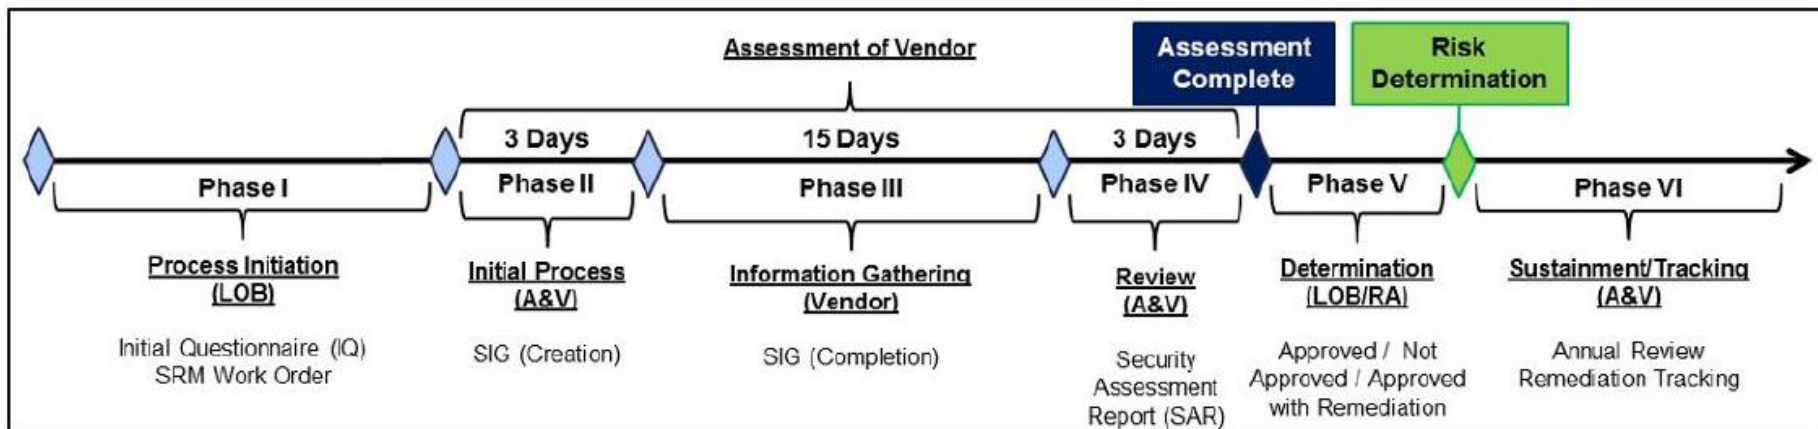 Assessment of Vendor
Assessment
Complete
Risk
Determination
3 Days
15 Days
3 Days
Phase I
Phase II
Phase III
Phase IV
Phase V
Phase VI
Process Initiation
(LOB)
Initial Questionnaire (IQ)
SRM Work Order
Initial Process
(A&V)
SIG (Creation)
Information Gathering
(Vendor)
SIG (Completion)
Review
(A&V)
Security
Assessment
Report (SAR)
Determination
(LOB/RA)
Approved / Not
Approved / Approved
with Remediation
Sustainment/Tracking
(A&V)
Annual Review
Remediation Tracking